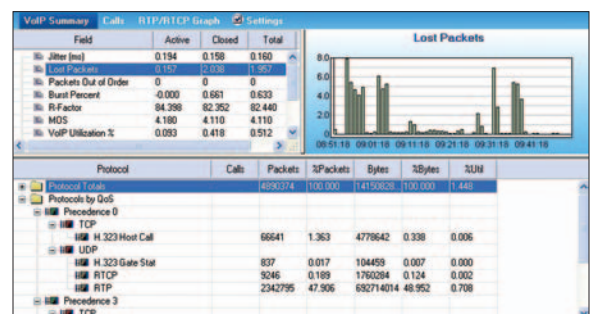 VoIP Summary Calls RTP/RTCP Graph Settings
Field Active Closed Total
Jitter (ms) 0.194 0.158 0.160
Lost Packets 0.157 2.038 1.957
Packets Out of Order 0 0 0
Burst Percent -0.000 0.661 0.633
R-Factor 84.398 82.352 82.440
MOS 4.180 4.110 4.110
VoIP Utilization % 0.093 0.418 0.512
Lost Packets
8.0
6.0
4.0
2.0
0
08:51:18 09:01:18 09:11:18 09:21:18 09:31:18 09:41:18
Protocol Calls Packets %Packets Bytes %Bytes %Util
Protocol Totals 4890374 100.000 14150828... 100.000 1.448
Protocols by QoS
Precedence 0
TCP
H.323 Host Call 66641 1.363 4778642 0.338 0.006
UDP
H.323 Gate Stat 837 0.017 104459 0.007 0.000
RTCP 9246 0.189 1760284 0.124 0.002
RTP 2342795 47.906 692714014 48.952 0.708
Precedence 3
TCP